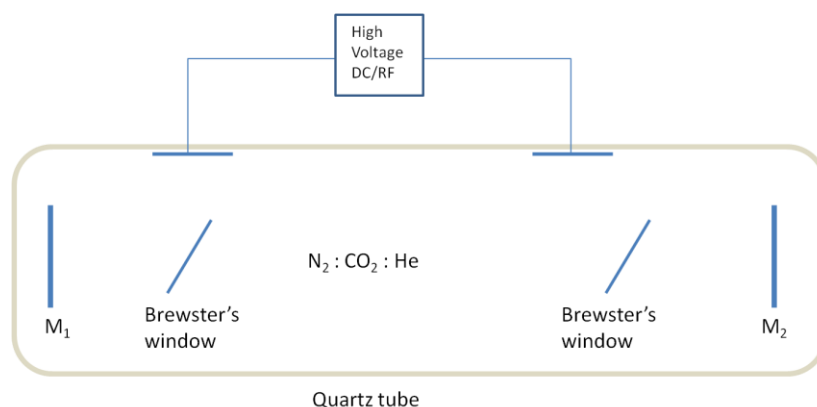 High
Voltage
DC/RF
N₂ : CO₂ : He
M₁
Brewster's
window
Brewster's
window
M₂
Quartz tube